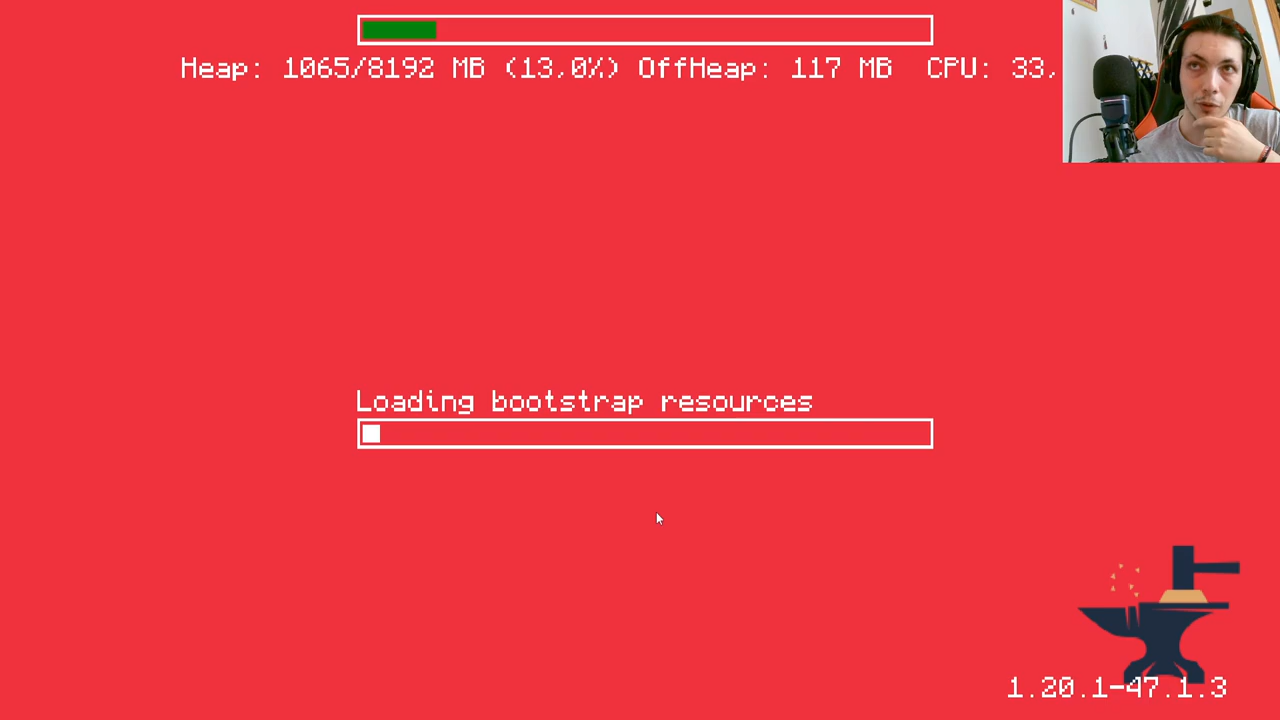 Heap: 1065/8192 MB (13,0%) OffHeap: 117 MB  CPU: 33,
Loading bootstrap resources
1.20.1-47.1.3